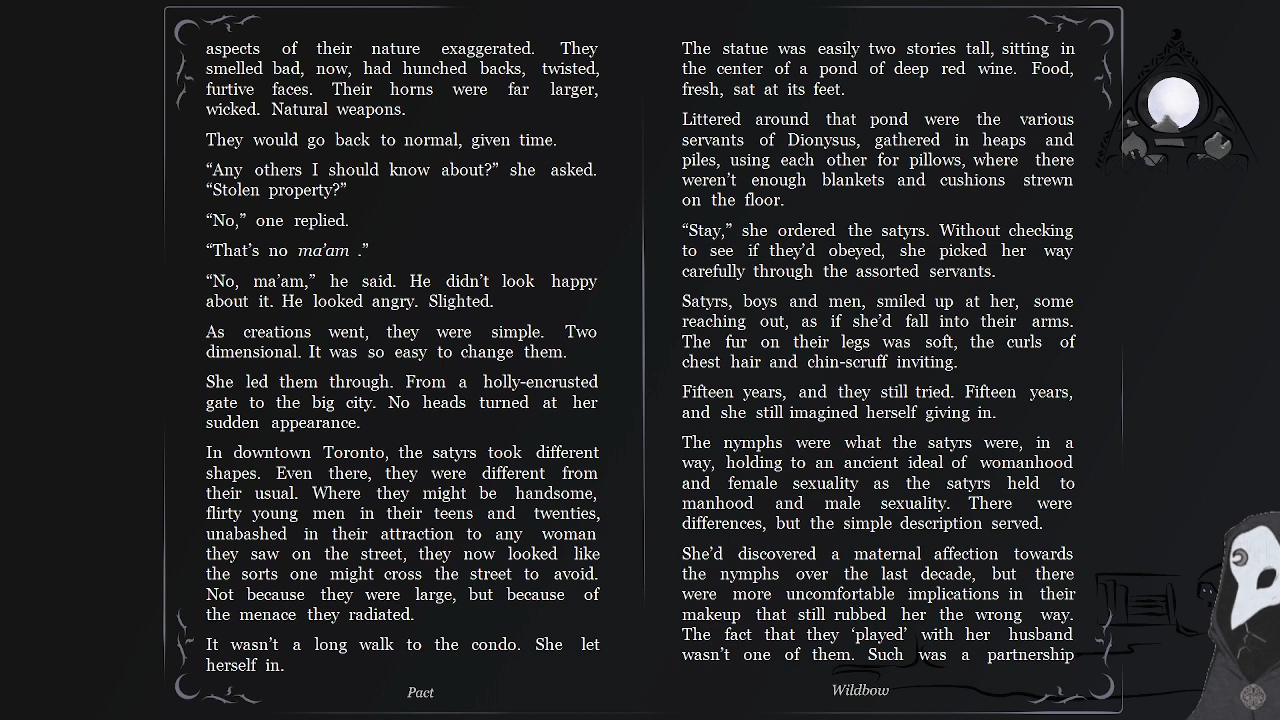 aspects of their nature exaggerated. They
smelled bad, now, had hunched backs, twisted,
furtive faces. Their horns were far larger,
wicked. Natural weapons.
They would go back to normal, given time.
“Any others I should know about?” she asked.
“Stolen property?”
“No,” one replied.
“That’s no ma’am .”
“No, ma’am,” he said. He didn’t look happy
about it. He looked angry. Slighted.
As creations went, they were simple. Two
dimensional. It was so easy to change them.
She led them through. From a holly-encrusted
gate to the big city. No heads turned at her
sudden appearance.
In downtown Toronto, the satyrs took different
shapes. Even there, they were different from
their usual. Where they might be handsome,
flirty young men in their teens and twenties,
unabashed in their attraction to any woman
they saw on the street, they now looked like
the sorts one might cross the street to avoid.
Not because they were large, but because of
the menace they radiated.
It wasn’t a long walk to the condo. She let
herself in.
Pact
The statue was easily two stories tall, sitting in
the center of a pond of deep red wine. Food,
fresh, sat at its feet.
Littered around that pond were the various
servants of Dionysus, gathered in heaps and
piles, using each other for pillows, where there
weren’t enough blankets and cushions strewn
on the floor.
“Stay,” she ordered the satyrs. Without checking
to see if they’d obeyed, she picked her way
carefully through the assorted servants.
Satyrs, boys and men, smiled up at her, some
reaching out, as if she’d fall into their arms.
The fur on their legs was soft, the curls of
chest hair and chin-scruff inviting.
Fifteen years, and they still tried. Fifteen years,
and she still imagined herself giving in.
The nymphs were what the satyrs were, in a
way, holding to an ancient ideal of womanhood
and female sexuality as the satyrs held to
manhood and male sexuality. There were
differences, but the simple description served.
She’d discovered a maternal affection towards
the nymphs over the last decade, but there
were more uncomfortable implications in their
makeup that still rubbed her the wrong way.
The fact that they ‘played’ with her husband
wasn’t one of them. Such was a partnership
Wildbow